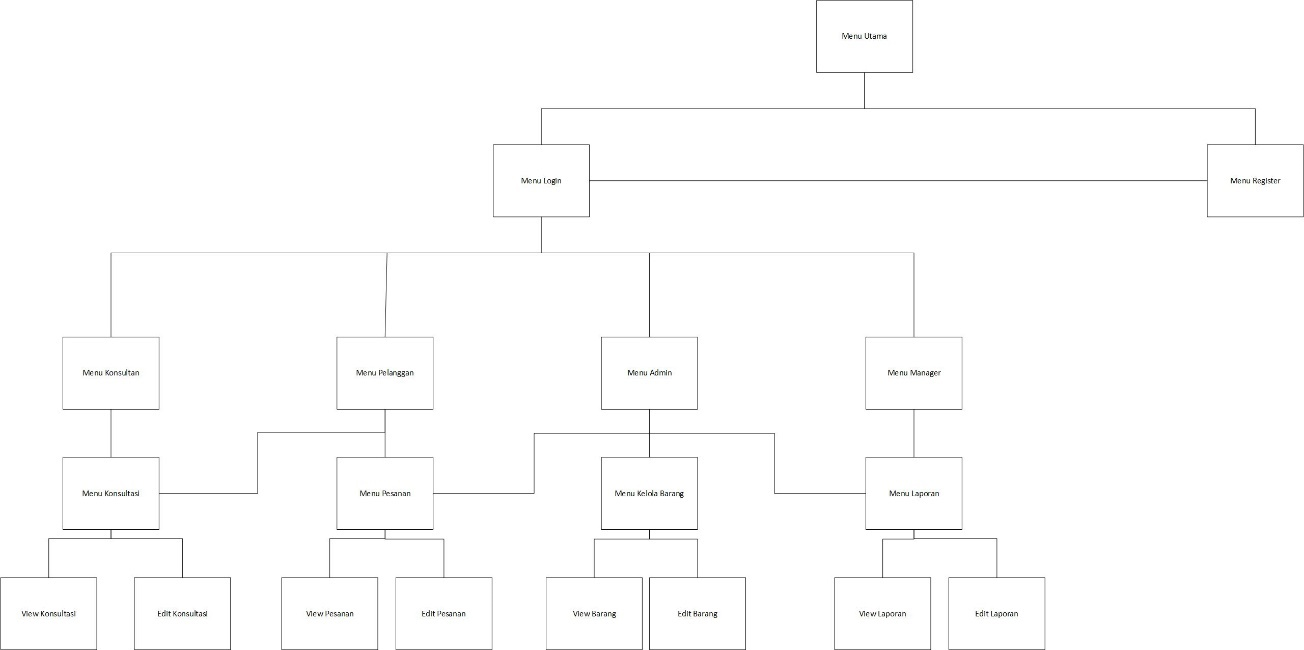 Menu Utama
Menu Login
Menu Register
Menu Konsultan
Menu Pelanggan
Menu Admin
Menu Manager
Menu Konsultasi
Menu Pesanan
Menu Kelola Barang
Menu Laporan
View Konsultasi
Edit Konsultasi
View Pesanan
Edit Pesanan
View Barang
Edit Barang
View Laporan
Edit Laporan